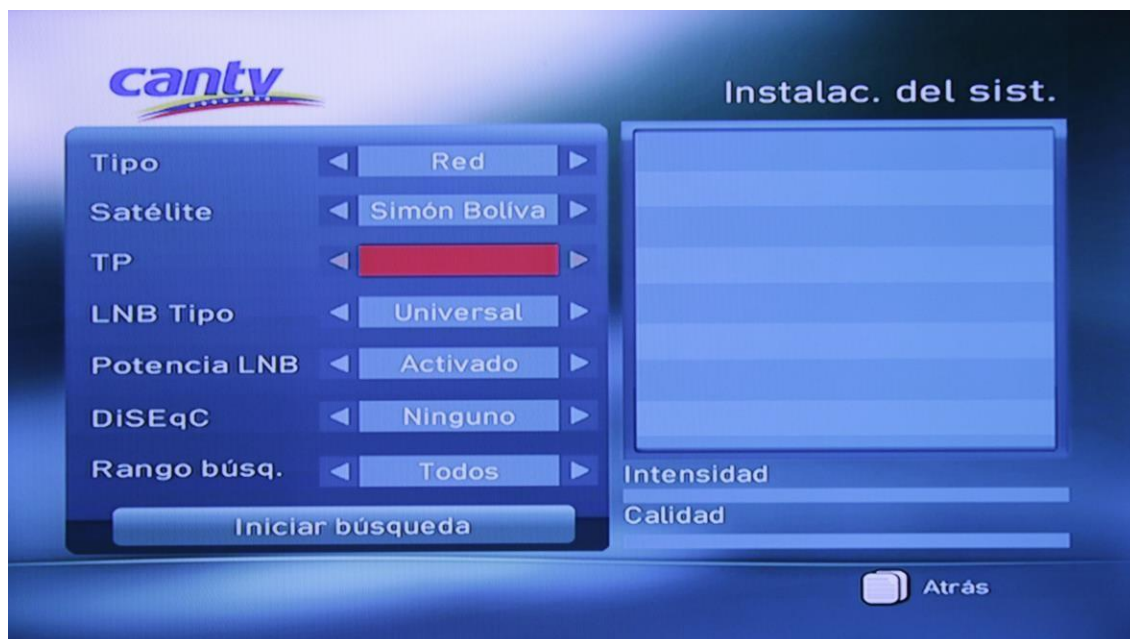 cantv
Instalac. del sist.
Tipo Red
Satélite Simón Bolíva
TP
LNB Tipo Universal
Potencia LNB Activado
DiSEqC Ninguno
Rango búsq. Todos
Iniciar búsqueda
Intensidad
Calidad
Atrás